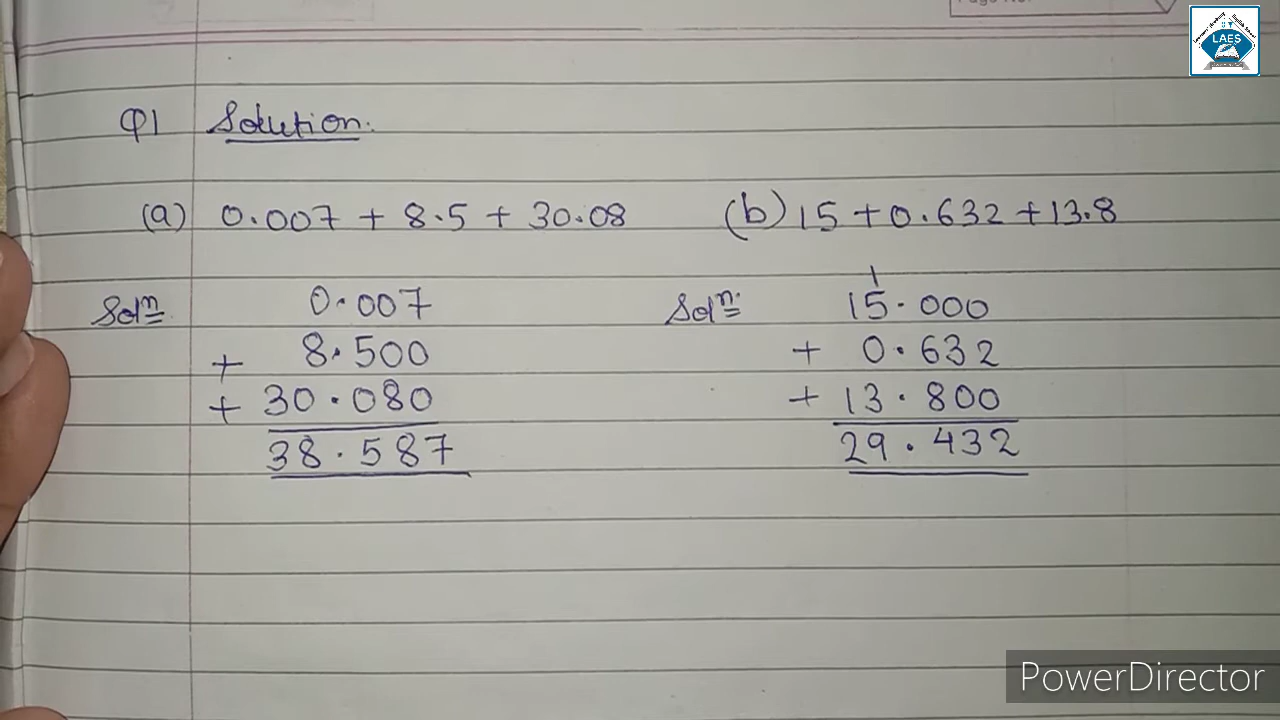 LAES
Q1 Solution.
(a) 0.007 + 8.5 + 30.08
(b) 15 + 0.632 + 13.8
Solⁿ
0.007
+ 8.500
+ 30.080
38.587
Solⁿ.
1
15.000
+ 0.632
+ 13.800
29.432
PowerDirector